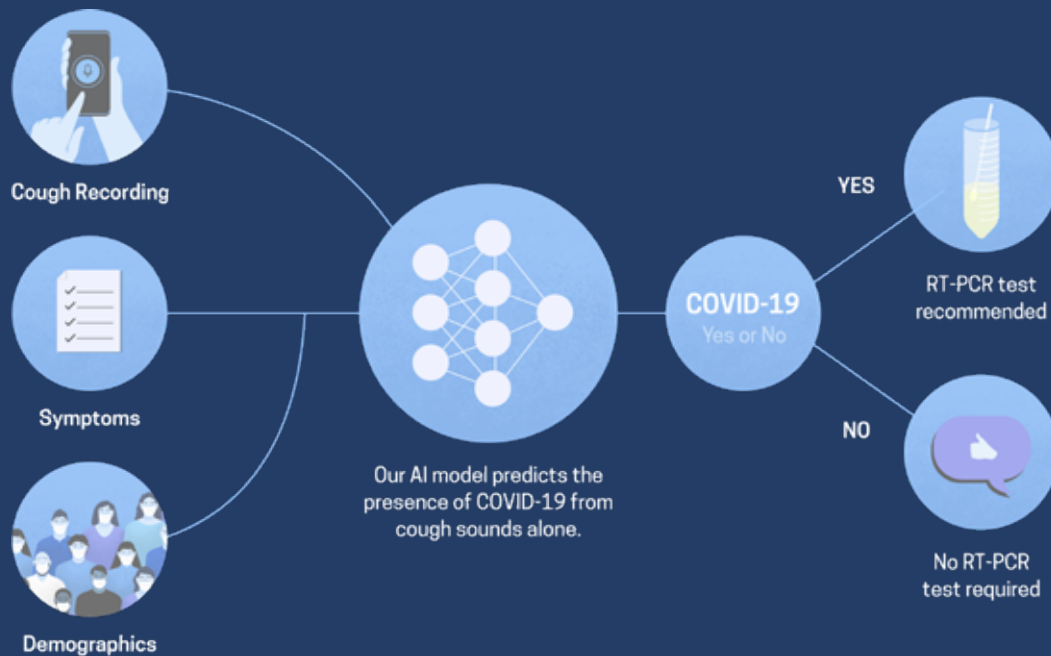 Cough Recording
Symptoms
Demographics
Our AI model predicts the
presence of COVID-19 from
cough sounds alone.
COVID-19
Yes or No
YES
RT-PCR test
recommended
NO
No RT-PCR
test required